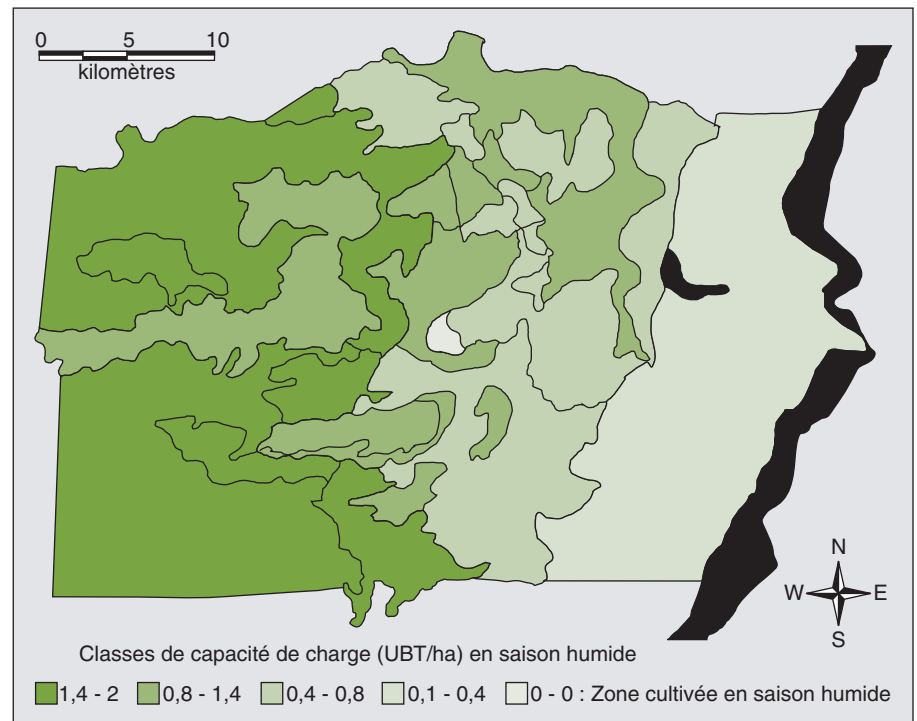 0 5 10
kilomètres
N
W E
S
Classes de capacité de charge (UBT/ha) en saison humide
1,4 - 2 0,8 - 1,4 0,4 - 0,8 0,1 - 0,4 0 - 0 : Zone cultivée en saison humide